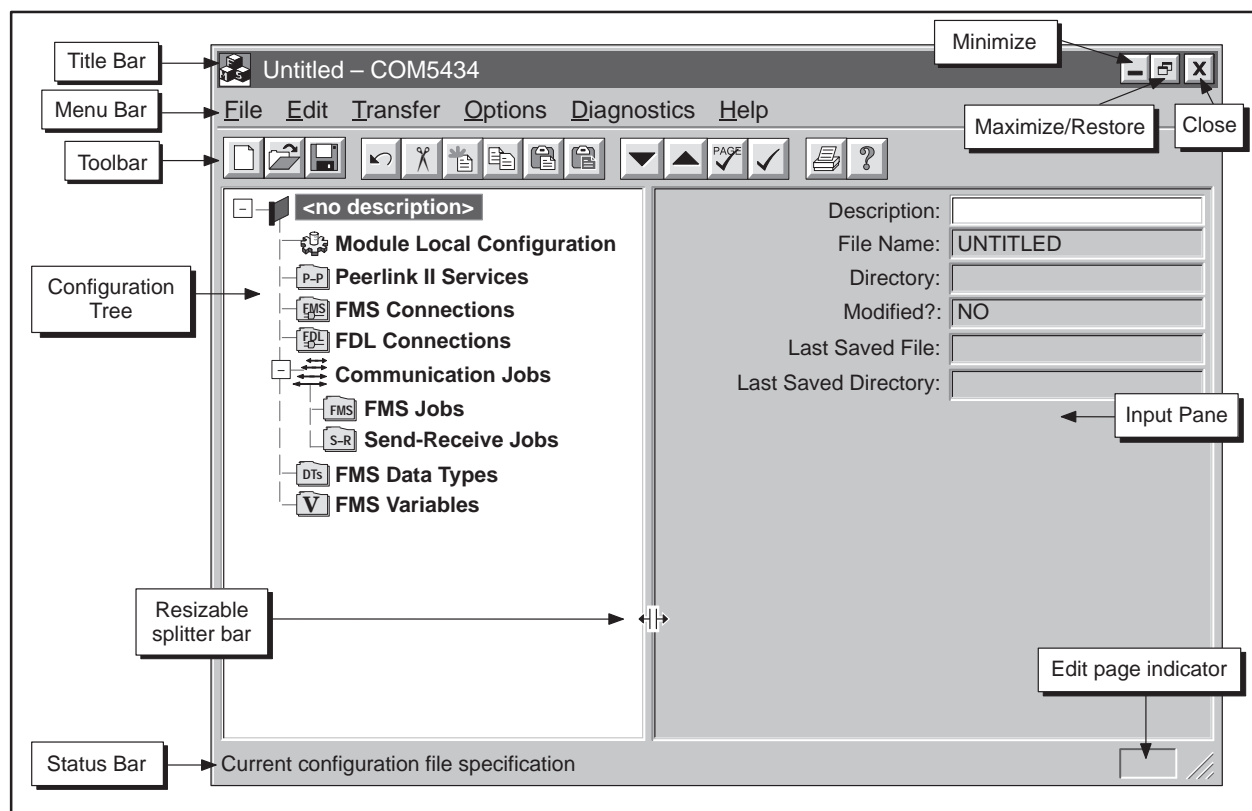 Title Bar
Untitled – COM5434
Minimize
Menu Bar
File Edit Transfer Options Diagnostics Help
Maximize/Restore
Close
Toolbar
PAGE
<no description>
Module Local Configuration
P–P Peerlink II Services
FMS FMS Connections
FDL FDL Connections
Communication Jobs
FMS FMS Jobs
S–R Send-Receive Jobs
DTs FMS Data Types
V FMS Variables
Configuration
Tree
Description:
File Name: UNTITLED
Directory:
Modified?: NO
Last Saved File:
Last Saved Directory:
Input Pane
Resizable
splitter bar
Edit page indicator
Status Bar
Current configuration file specification